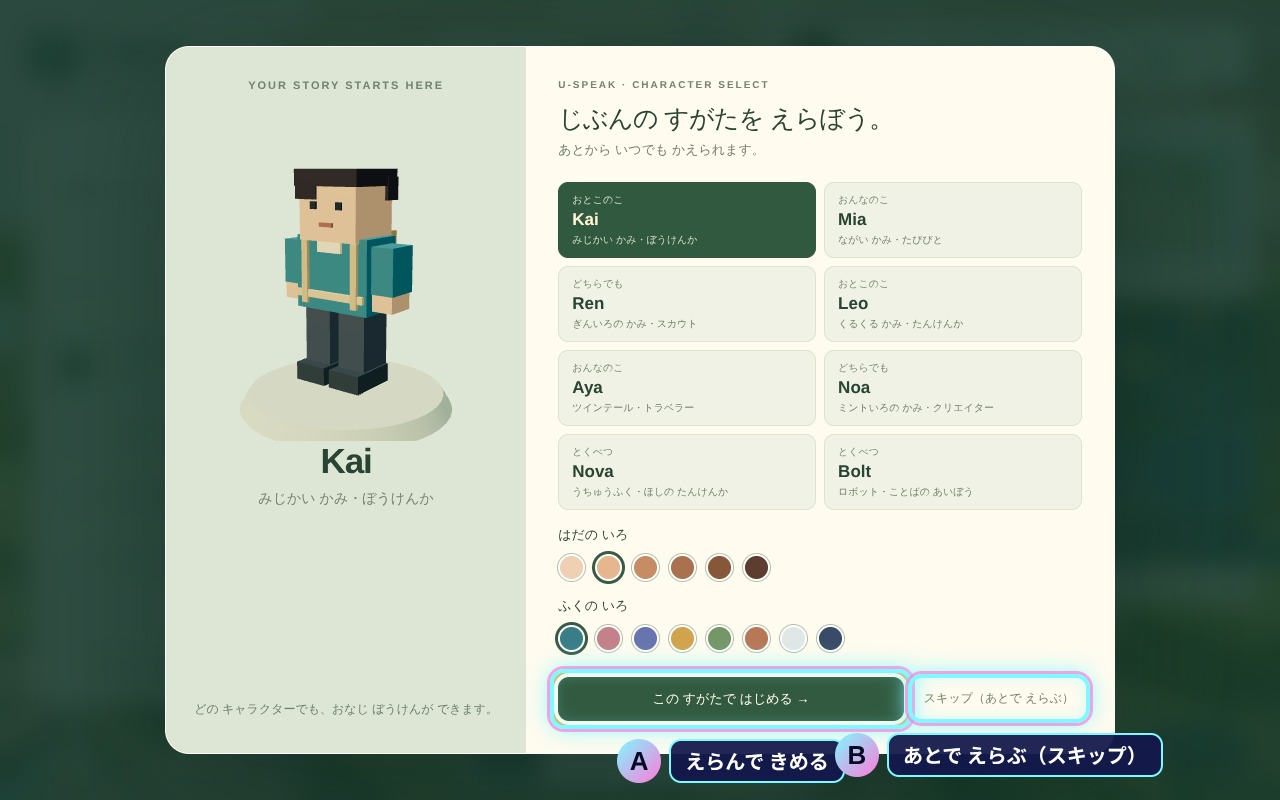 YOUR STORY STARTS HERE
Kai
みじかい かみ・ぼうけんか
どの キャラクターでも、おなじ ぼうけんが できます。
U-SPEAK · CHARACTER SELECT
じぶんの すがたを えらぼう。
あとから いつでも かえられます。
おとこのこ
Kai
みじかい かみ・ぼうけんか
おんなのこ
Mia
ながい かみ・たびびと
どちらでも
Ren
ぎんいろの かみ・スカウト
おとこのこ
Leo
くるくる かみ・たんけんか
おんなのこ
Aya
ツインテール・トラベラー
どちらでも
Noa
ミントいろの かみ・クリエイター
とくべつ
Nova
うちゅうふく・ほしの たんけんか
とくべつ
Bolt
ロボット・ことばの あいぼう
はだの いろ
ふくの いろ
この すがたで はじめる →
スキップ（あとで えらぶ）
A えらんで きめる
B あとで えらぶ（スキップ）